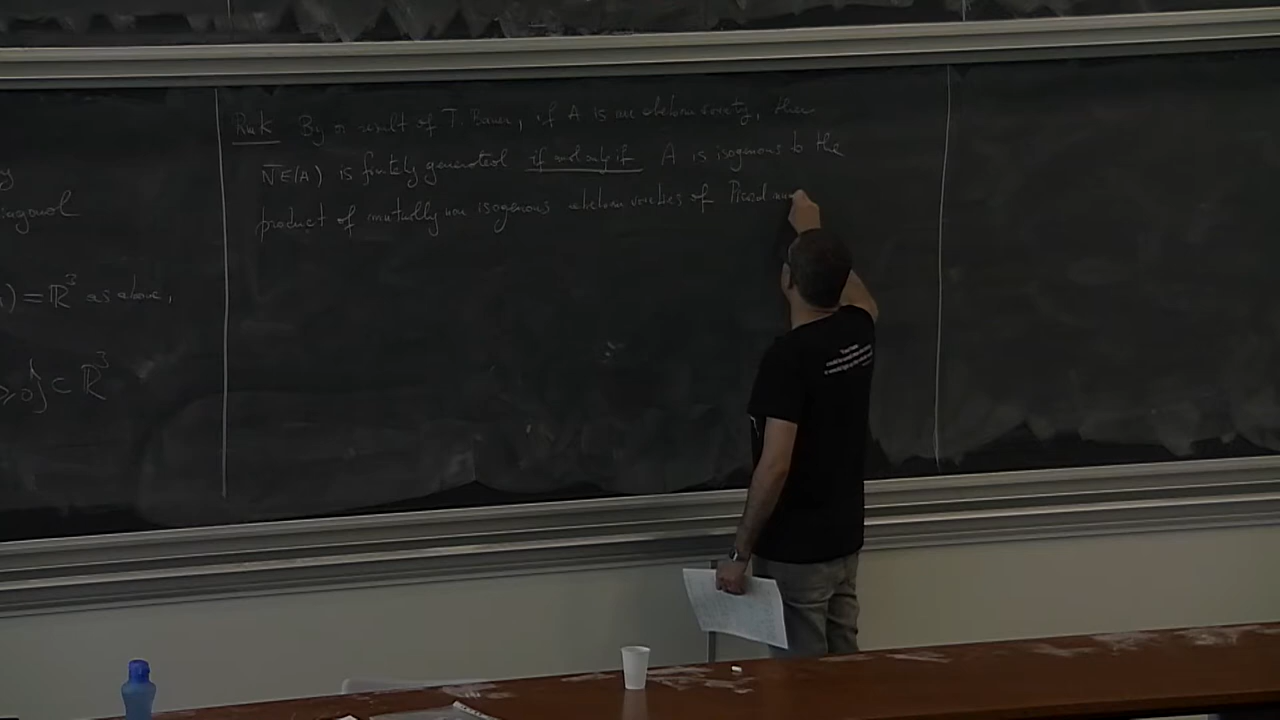 Rmk By a result of T. Bauer, if A is an abelian variety, then
N̅E̅(A) is finitely generated if and only if A is isogenous to the
product of mutually non isogenous abelian varieties of Picard num
y
iagonal
) = ℝ³ as above,
≥0} ⊂ ℝ³